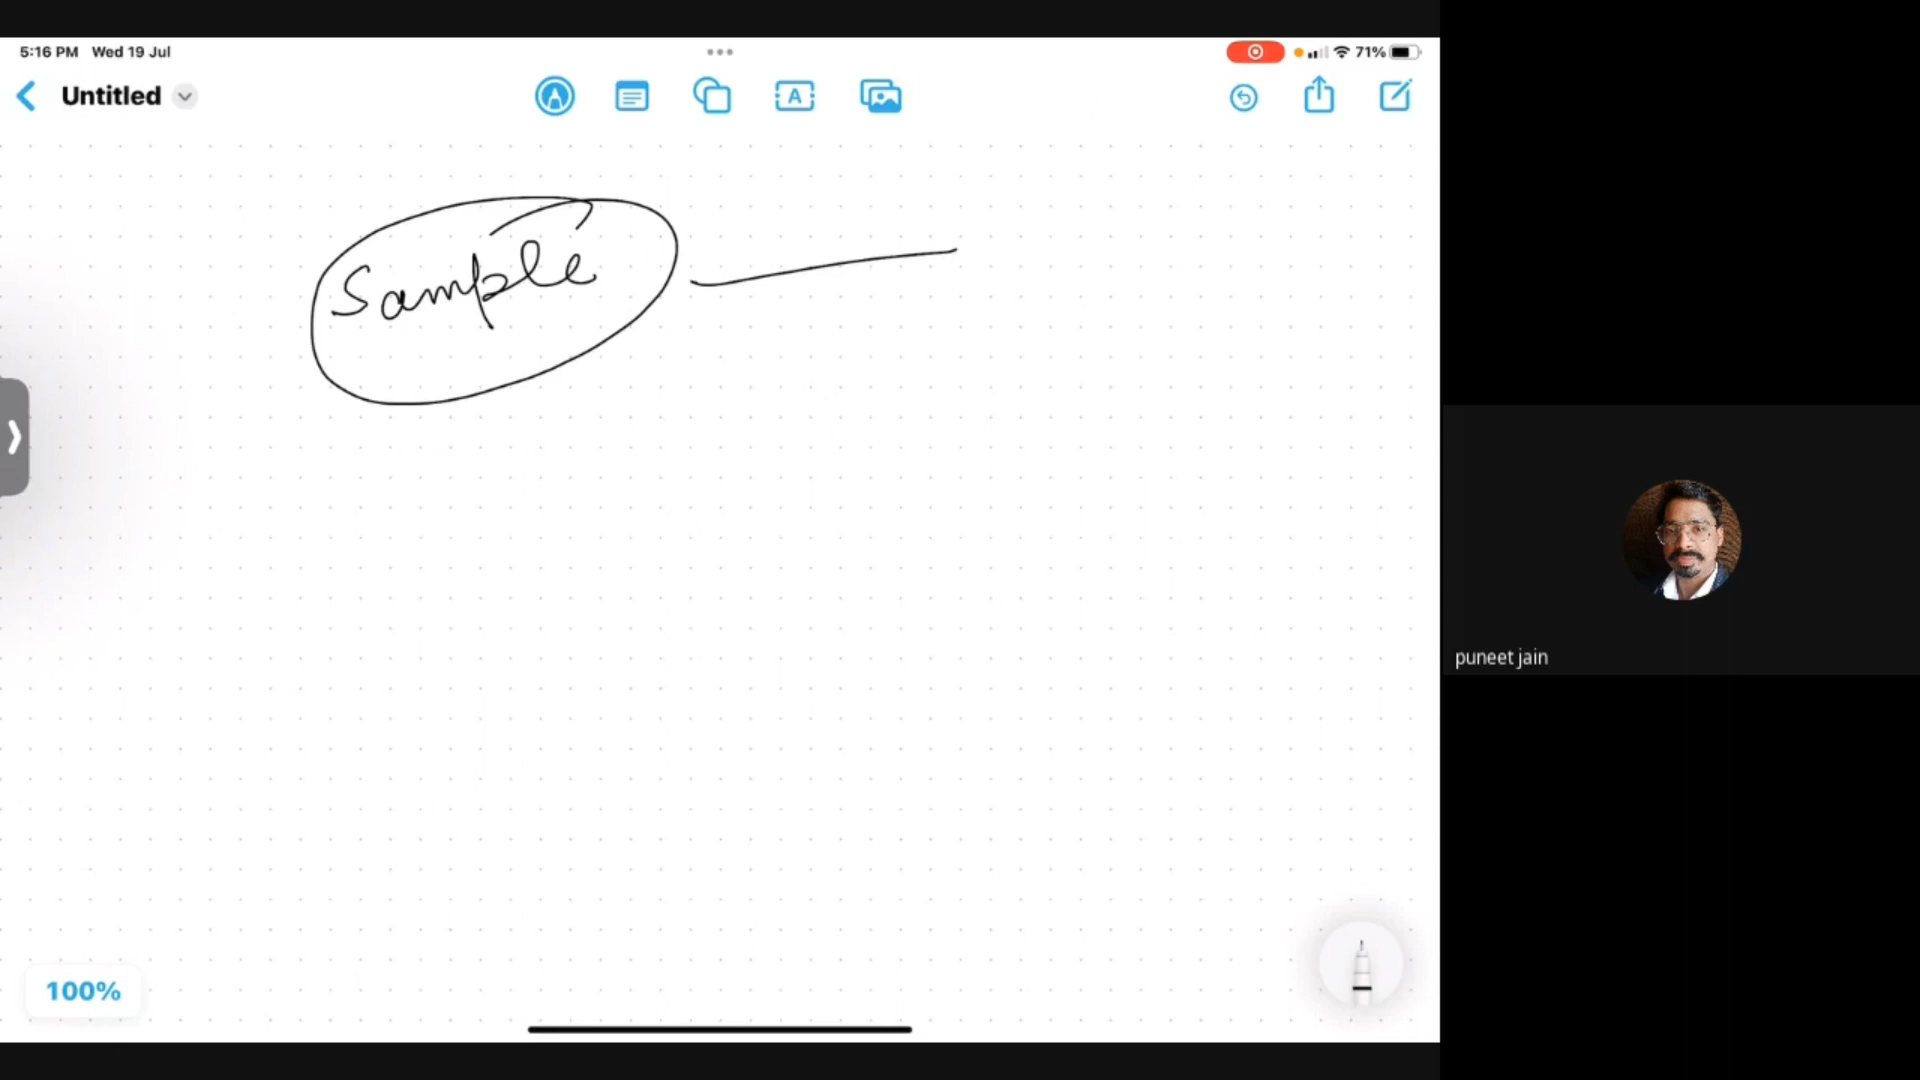 5:16 PM Wed 19 Jul
71%
Untitled
A
Sample
puneet jain
100%